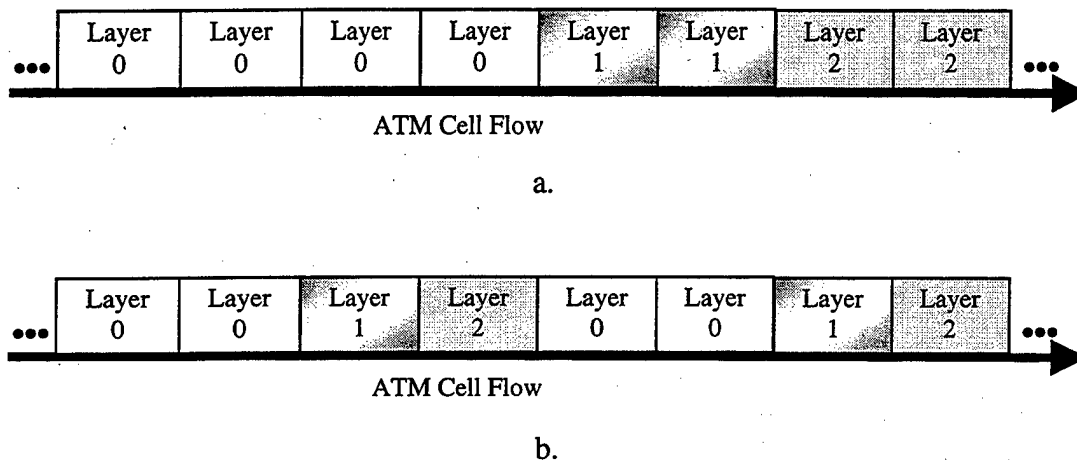 Layer Layer Layer Layer Layer Layer Layer Layer
••• 0 0 0 0 1 1 2 2 •••
ATM Cell Flow
a.
Layer Layer Layer Layer Layer Layer Layer Layer
••• 0 0 1 2 0 0 1 2 •••
ATM Cell Flow
b.